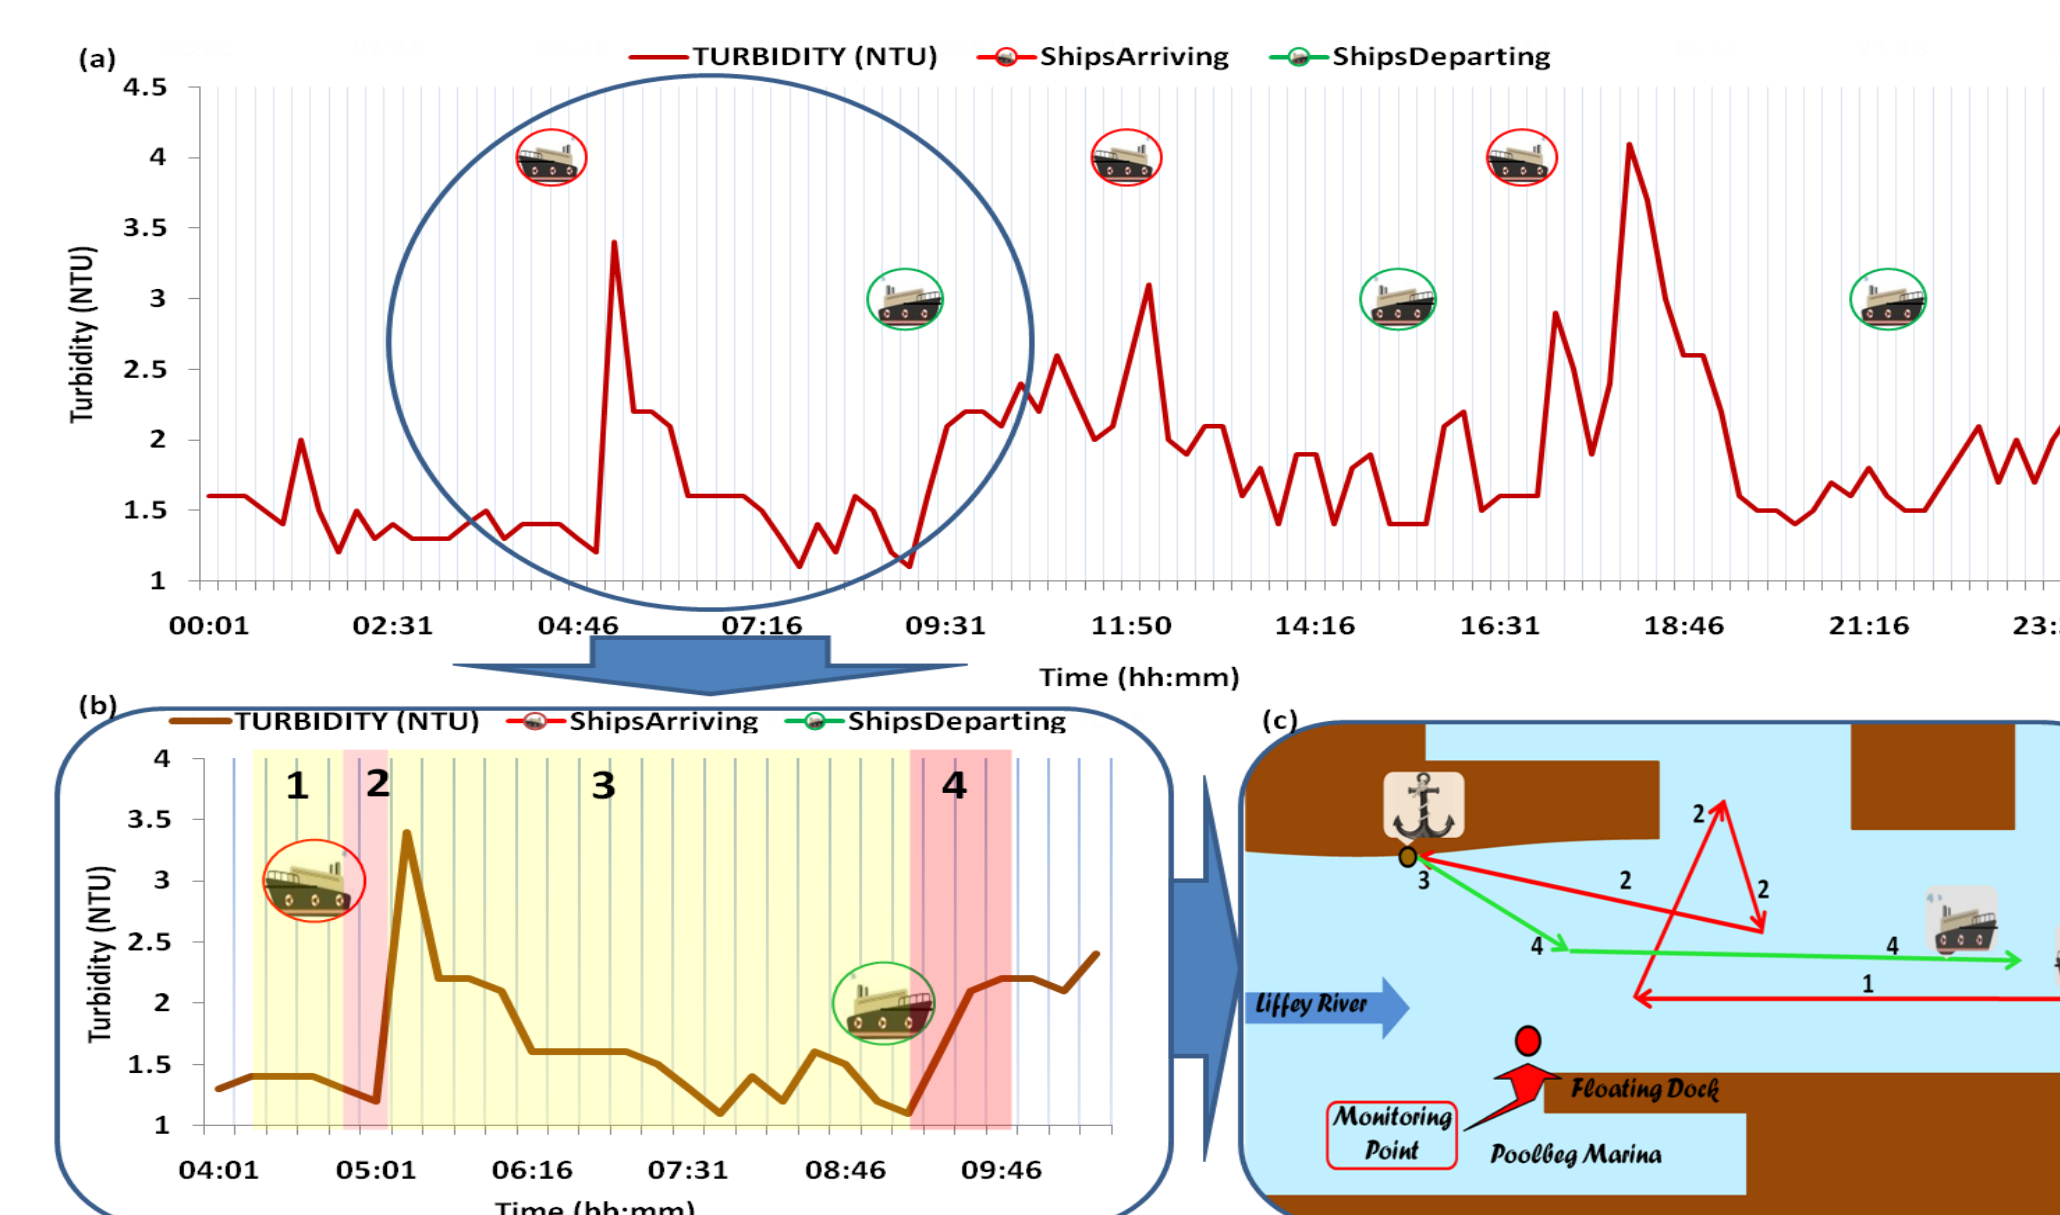 (a)
TURBIDITY (NTU) ShipsArriving ShipsDeparting
4.5
4
3.5
3
2.5
2
1.5
1
Turbidity (NTU)
00:01 02:31 04:46 07:16 09:31 11:50 14:16 16:31 18:46 21:16 23:
Time (hh:mm)
(b)
TURBIDITY (NTU) ShipsArriving ShipsDeparting
4
3.5
3
2.5
2
1.5
1
Turbidity (NTU)
1 2 3 4
04:01 05:01 06:16 07:31 08:46 09:46
Time (hh:mm)
(c)
2
2
2
3
4
4
1
Liffey River
Floating Dock
Monitoring
Point
Poolbeg Marina